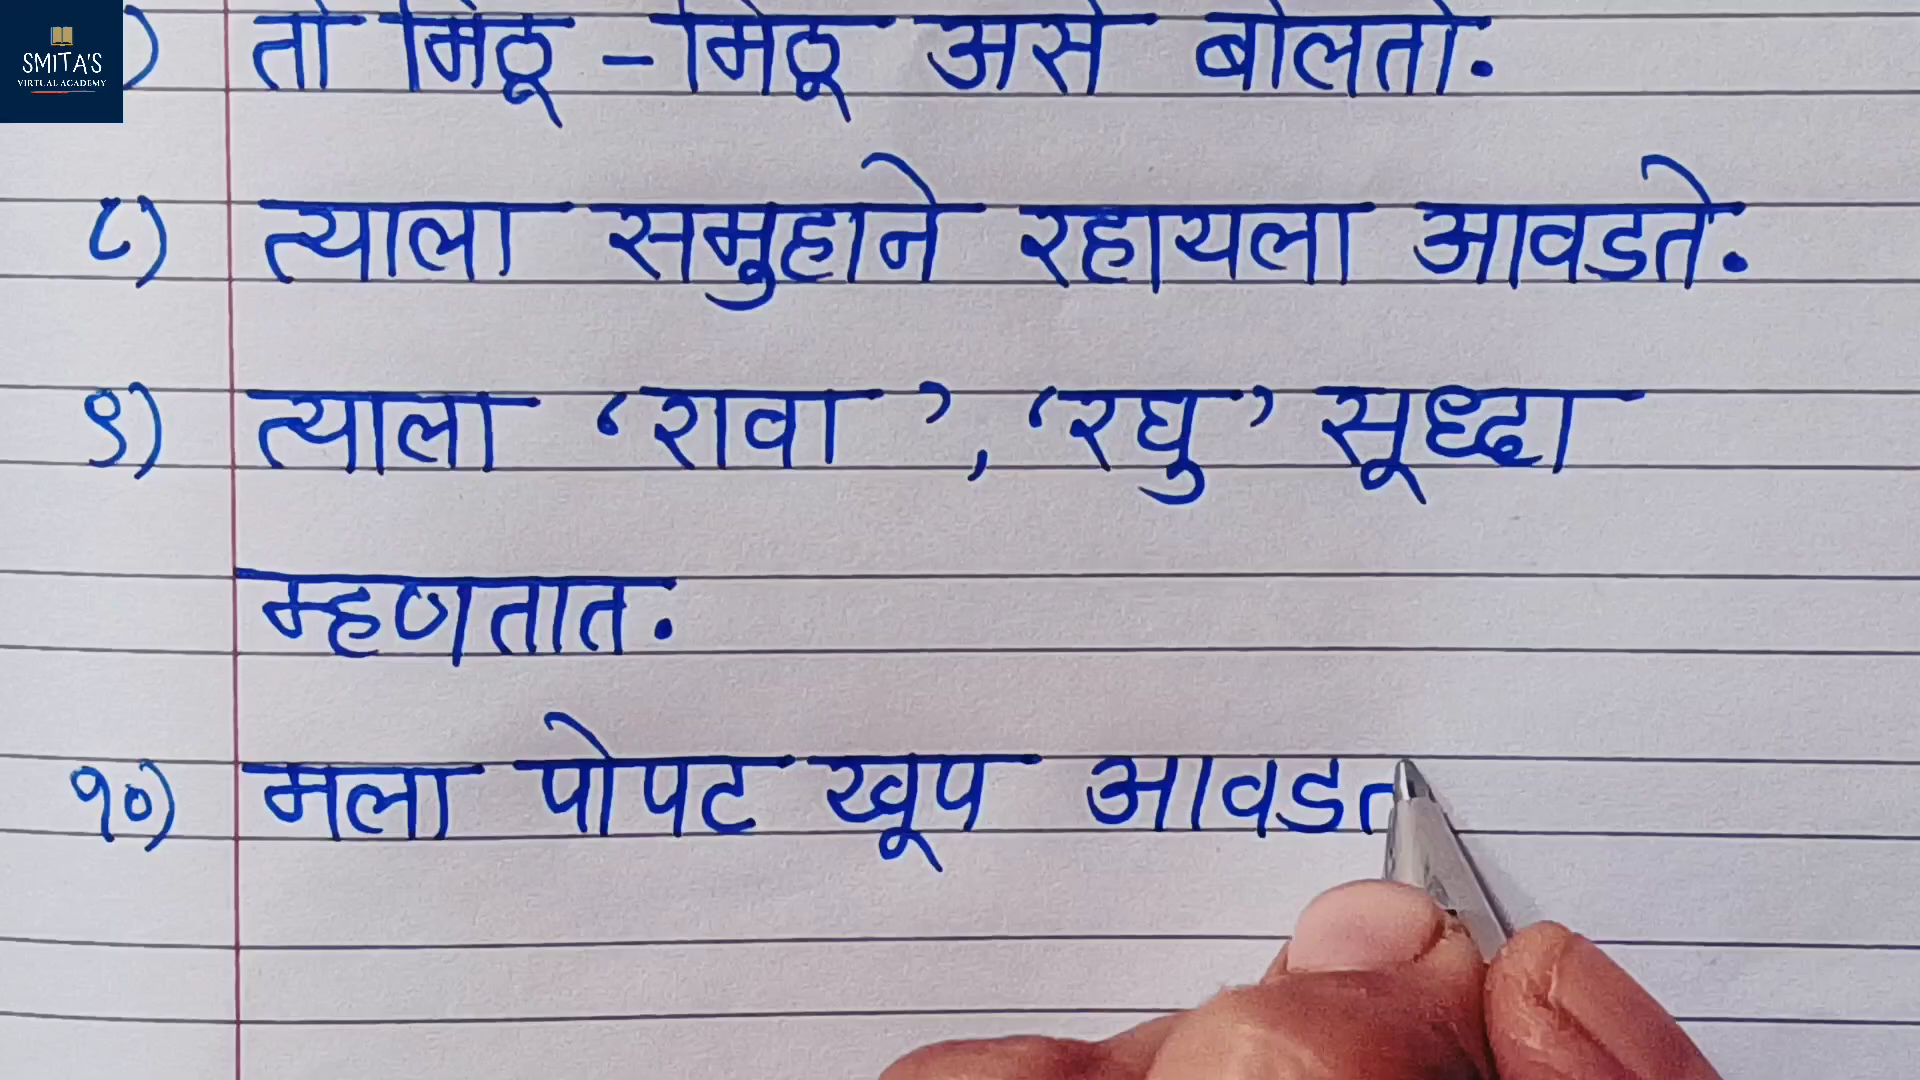 SMITA'S
VIRTUAL ACADEMY
) तो मिठू - मिठू असे बोलतो.
८) त्याला समुहाने रहायला आवडते.
९) त्याला ‘रावा’, ‘रघु’ सूध्दा
म्हणतात.
१०) मला पोपट खूप आवडत